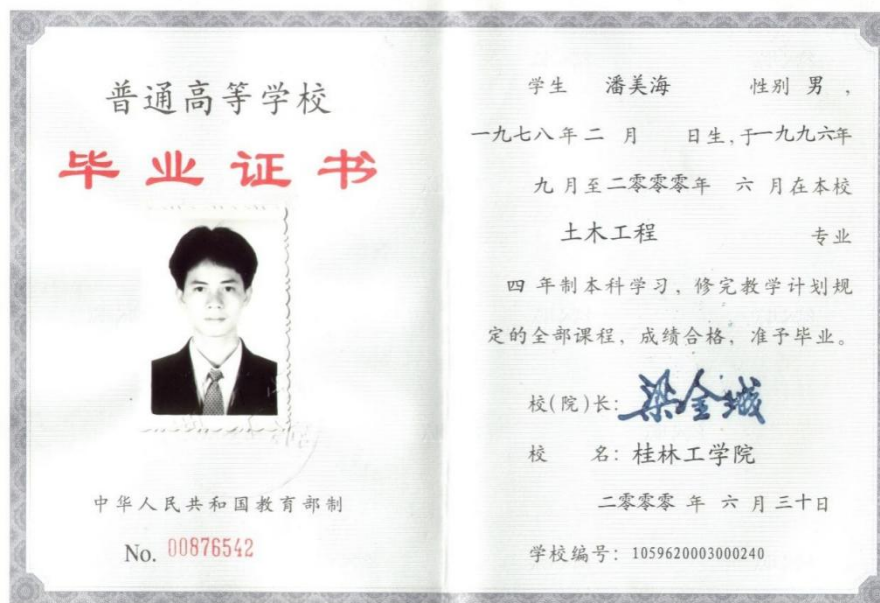 普通高等学校
毕业证书
中华人民共和国教育部制
No. 00876542
学生 潘美海 性别 男 ，
一九七八年 二 月 日生，于一九九六年
九 月至二零零零年 六 月在本校
土木工程 专业
四 年制本科学习，修完教学计划规
定的全部课程，成绩合格，准予毕业。
校(院)长：梁金城
校 名：桂林工学院
二零零零 年 六 月 三十日
学校编号：1059620003000240